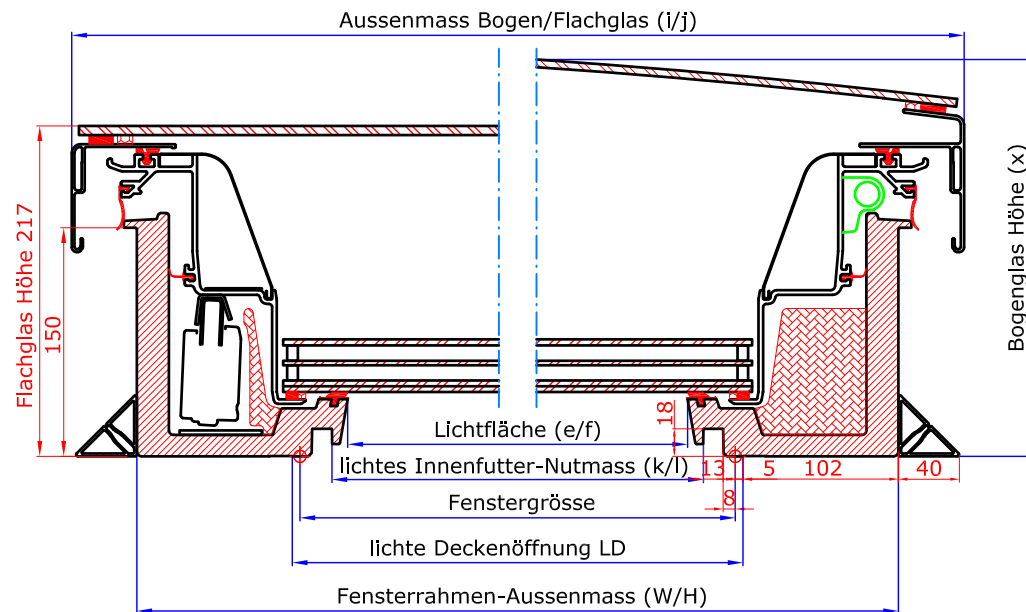 Aussenmass Bogen/Flachglas (i/j)
Flachglas Höhe 217
150
Bogenglas Höhe (x)
18
Lichtfläche (e/f)
lichtes Innenfutter-Nutmass (k/l)
13
5
102
40
8
Fenstergrösse
lichte Deckenöffnung LD
Fensterrahmen-Aussenmass (W/H)